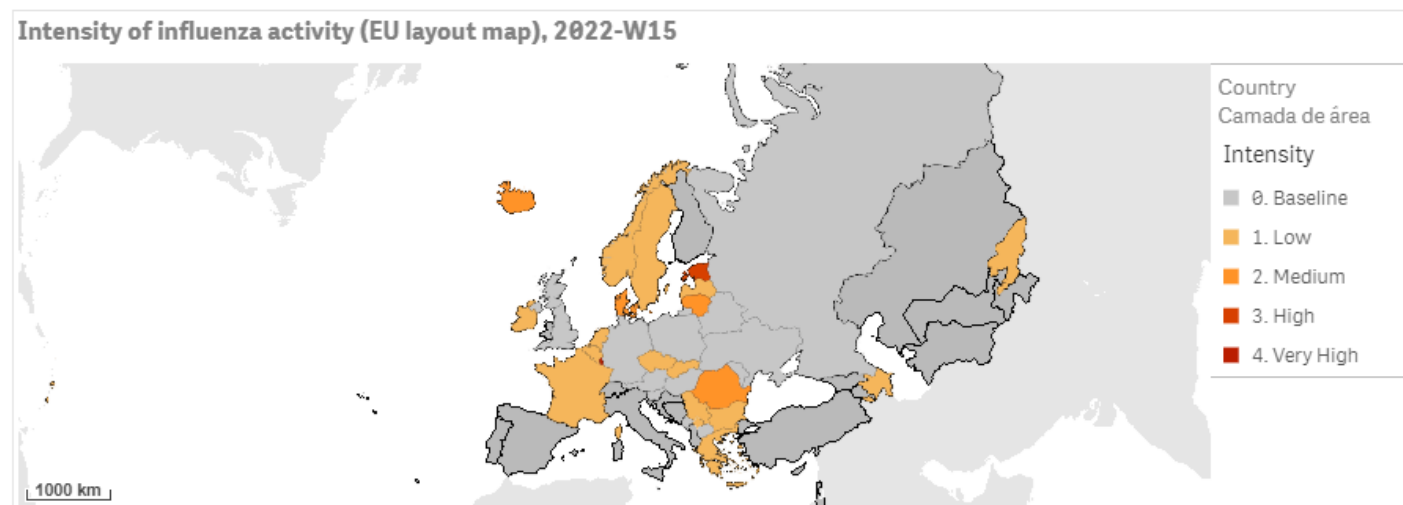 Intensity of influenza activity (EU layout map), 2022-W15
Country
Camada de área
Intensity
0. Baseline
1. Low
2. Medium
3. High
4. Very High
1000 km